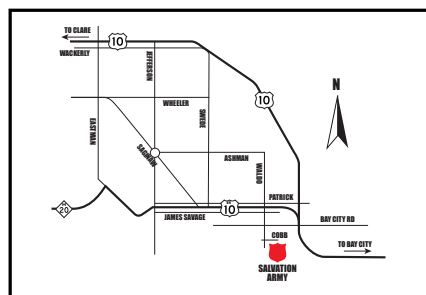 TO CLARE
10
WACKERLY
JEFFERSON
N
10
WHEELER
EASTMAN
SWEDE
SAGINAW
ASHMAN
WALDO
PATRICK
20
10
JAMES SAVAGE
BAY CITY RD
COBB
TO BAY CITY
SALVATION
ARMY